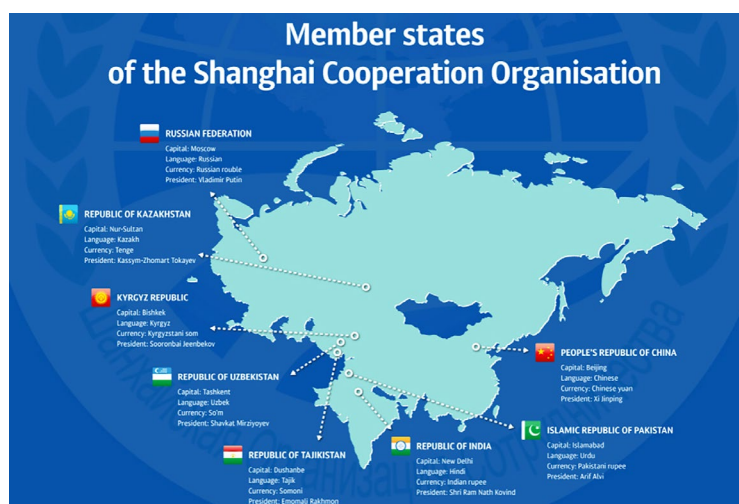 Member states
of the Shanghai Cooperation Organisation
RUSSIAN FEDERATION
Capital: Moscow
Language: Russian
Currency: Russian rouble
President: Vladimir Putin
REPUBLIC OF KAZAKHSTAN
Capital: Nur-Sultan
Language: Kazakh
Currency: Tenge
President: Kassym-Zhomart Tokayev
KYRGYZ REPUBLIC
Capital: Bishkek
Language: Kyrgyz
Currency: Kyrgyzstani som
President: Sooronbai Jeenbekov
REPUBLIC OF UZBEKISTAN
Capital: Tashkent
Language: Uzbek
Currency: So'm
President: Shavkat Mirziyoyev
REPUBLIC OF TAJIKISTAN
Capital: Dushanbe
Language: Tajik
Currency: Somoni
President: Emomali Rakhmon
REPUBLIC OF INDIA
Capital: New Delhi
Language: Hindi
Currency: Indian rupee
President: Shri Ram Nath Kovind
PEOPLE'S REPUBLIC OF CHINA
Capital: Beijing
Language: Chinese
Currency: Chinese yuan
President: Xi Jinping
ISLAMIC REPUBLIC OF PAKISTAN
Capital: Islamabad
Language: Urdu
Currency: Pakistani rupee
President: Arif Alvi